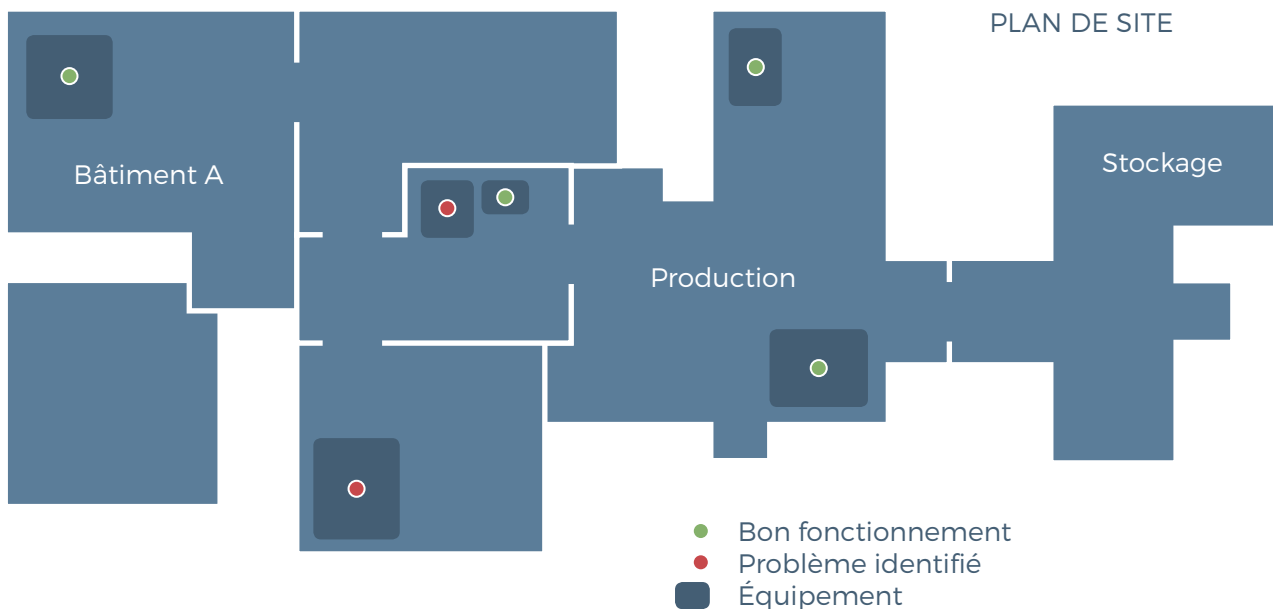 PLAN DE SITE
Bâtiment A
Stockage
Production
Bon fonctionnement
Problème identifié
Équipement